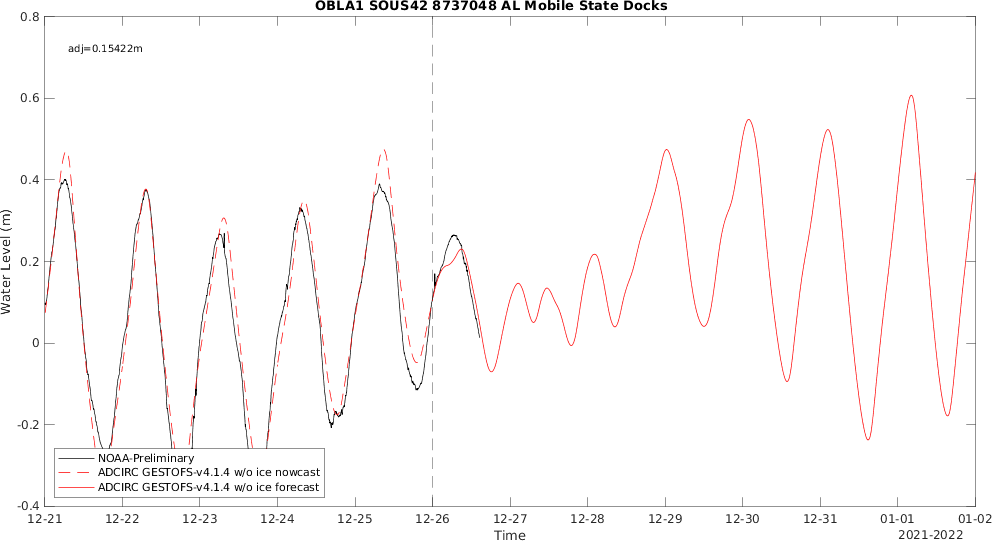 OBLA1 SOUS42 8737048 AL Mobile State Docks
adj=0.15422m
Water Level (m)
0.8
0.6
0.4
0.2
0
-0.2
-0.4
NOAA-Preliminary
ADCIRC GESTOFS-v4.1.4 w/o ice nowcast
ADCIRC GESTOFS-v4.1.4 w/o ice forecast
12-21 12-22 12-23 12-24 12-25 12-26 12-27 12-28 12-29 12-30 12-31 01-01 01-02
Time
2021-2022